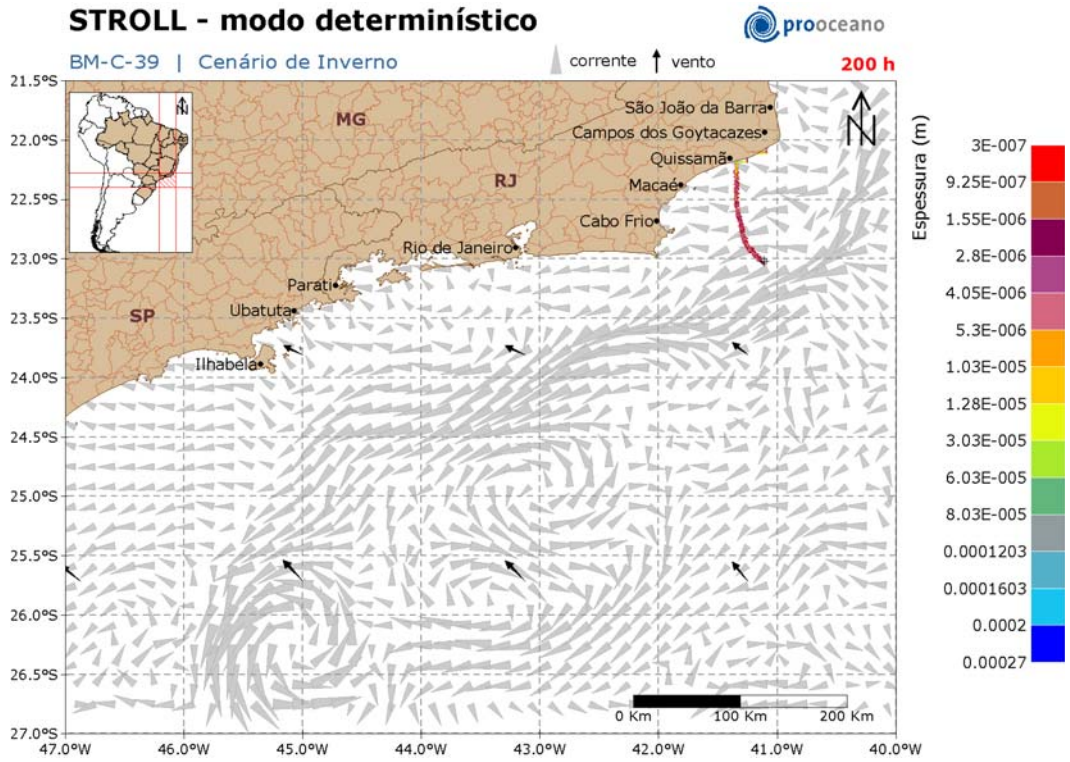 STROLL - modo determinístico
prooceano
BM-C-39 | Cenário de Inverno
corrente
vento
200 h
21.5°S
22.0°S
22.5°S
23.0°S
23.5°S
24.0°S
24.5°S
25.0°S
25.5°S
26.0°S
26.5°S
27.0°S
N
MG
RJ
SP
São João da Barra
Campos dos Goytacazes
Quissamã
Macaé
Cabo Frio
Rio de Janeiro
Parati
Ubatuta
Ilhabela
N
0 Km 100 Km 200 Km
47.0°W 46.0°W 45.0°W 44.0°W 43.0°W 42.0°W 41.0°W 40.0°W
Espessura (m)
3E-007
9.25E-007
1.55E-006
2.8E-006
4.05E-006
5.3E-006
1.03E-005
1.28E-005
3.03E-005
6.03E-005
8.03E-005
0.0001203
0.0001603
0.0002
0.00027